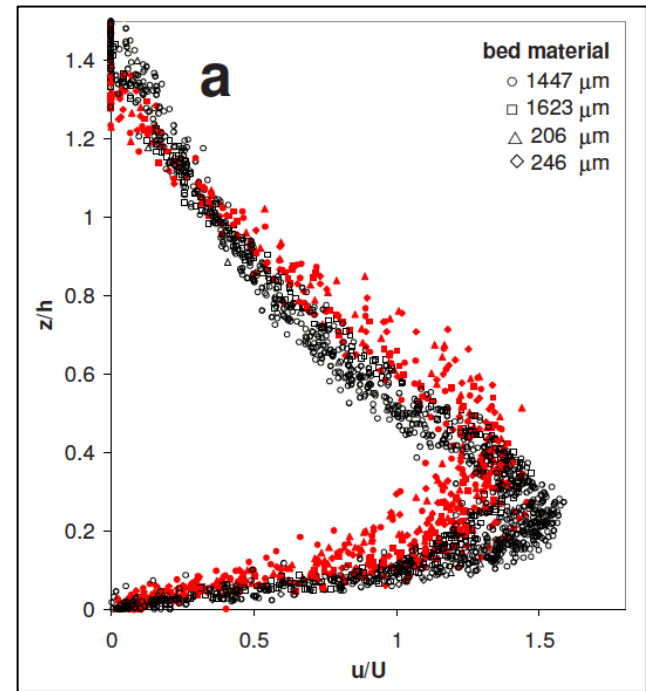 a
bed material
○ 1447 μm
□ 1623 μm
△ 206 μm
◇ 246 μm
1.4
1.2
1
0.8
0.6
0.4
0.2
0
z/h
0 0.5 1 1.5
u/U